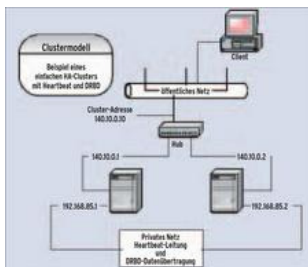 Clustermodell
Beispiel eines
einfachen HA-Clusters
mit Heartbeat und DRBD
Client
Öffentliches Netz
Cluster-Adresse
140.10.0.10
Hub
140.10.0.1
140.10.0.2
192.168.85.1
192.168.85.2
Privates Netz
Heartbeat-Leitung
und
DRBD-Datenübertragung